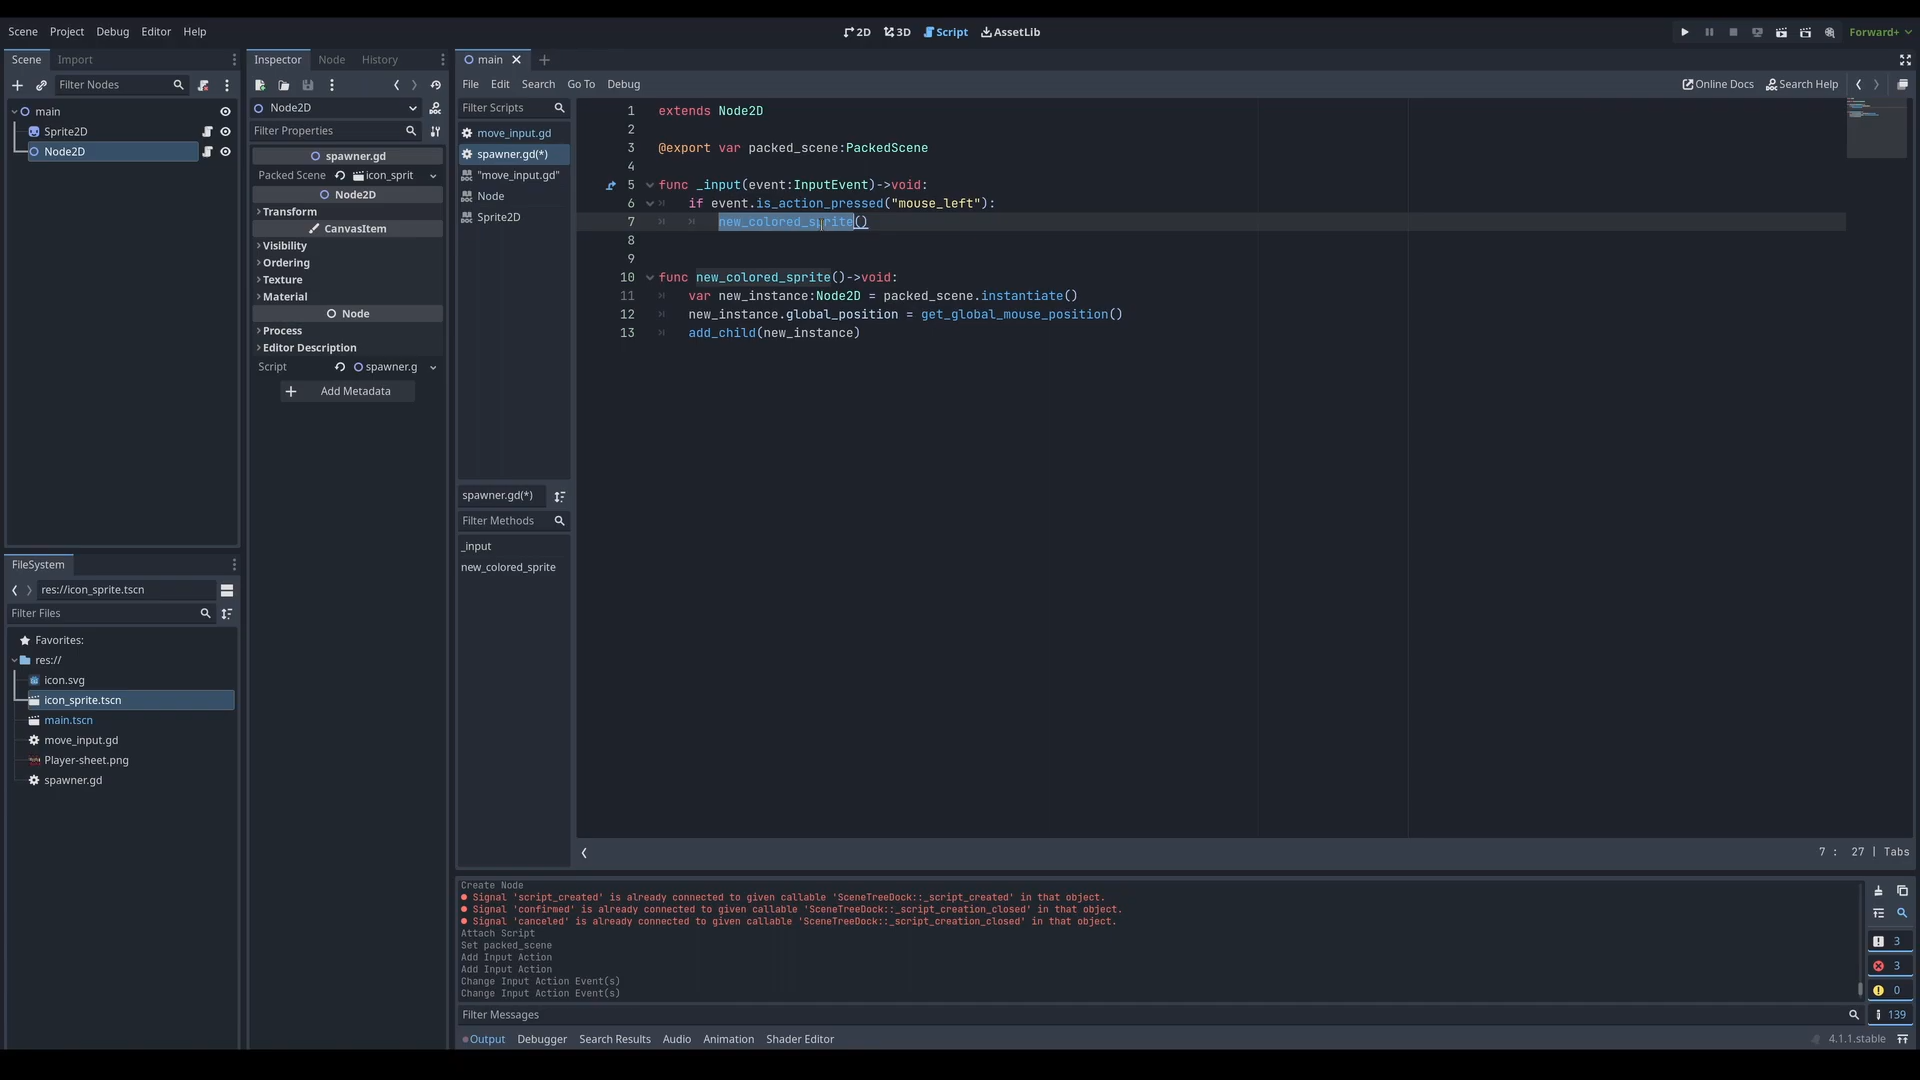 Scene Project Debug Editor Help
2D 3D Script AssetLib
Forward+
Scene Import
Filter Nodes
main
Sprite2D
Node2D
FileSystem
res://icon_sprite.tscn
Filter Files
Favorites:
res://
icon.svg
icon_sprite.tscn
main.tscn
move_input.gd
Player-sheet.png
spawner.gd
Inspector Node History
Node2D
Filter Properties
spawner.gd
Packed Scene icon_sprit
Node2D
Transform
CanvasItem
Visibility
Ordering
Texture
Material
Node
Process
Editor Description
Script spawner.g
Add Metadata
main
File Edit Search Go To Debug
Online Docs Search Help
Filter Scripts
move_input.gd
spawner.gd(*)
"move_input.gd"
Node
Sprite2D
spawner.gd(*)
Filter Methods
_input
new_colored_sprite
1 extends Node2D
2
3 @export var packed_scene:PackedScene
4
5 func _input(event:InputEvent)->void:
6 if event.is_action_pressed("mouse_left"):
7 new_colored_sprite()
8
9
10 func new_colored_sprite()->void:
11 var new_instance:Node2D = packed_scene.instantiate()
12 new_instance.global_position = get_global_mouse_position()
13 add_child(new_instance)
7 : 27 | Tabs
Create Node
Signal 'script_created' is already connected to given callable 'SceneTreeDock::_script_created' in that object.
Signal 'confirmed' is already connected to given callable 'SceneTreeDock::_script_creation_closed' in that object.
Signal 'canceled' is already connected to given callable 'SceneTreeDock::_script_creation_closed' in that object.
Attach Script
Set packed_scene
Add Input Action
Add Input Action
Change Input Action Event(s)
Change Input Action Event(s)
Filter Messages
3
3
0
139
Output Debugger Search Results Audio Animation Shader Editor
4.1.1.stable